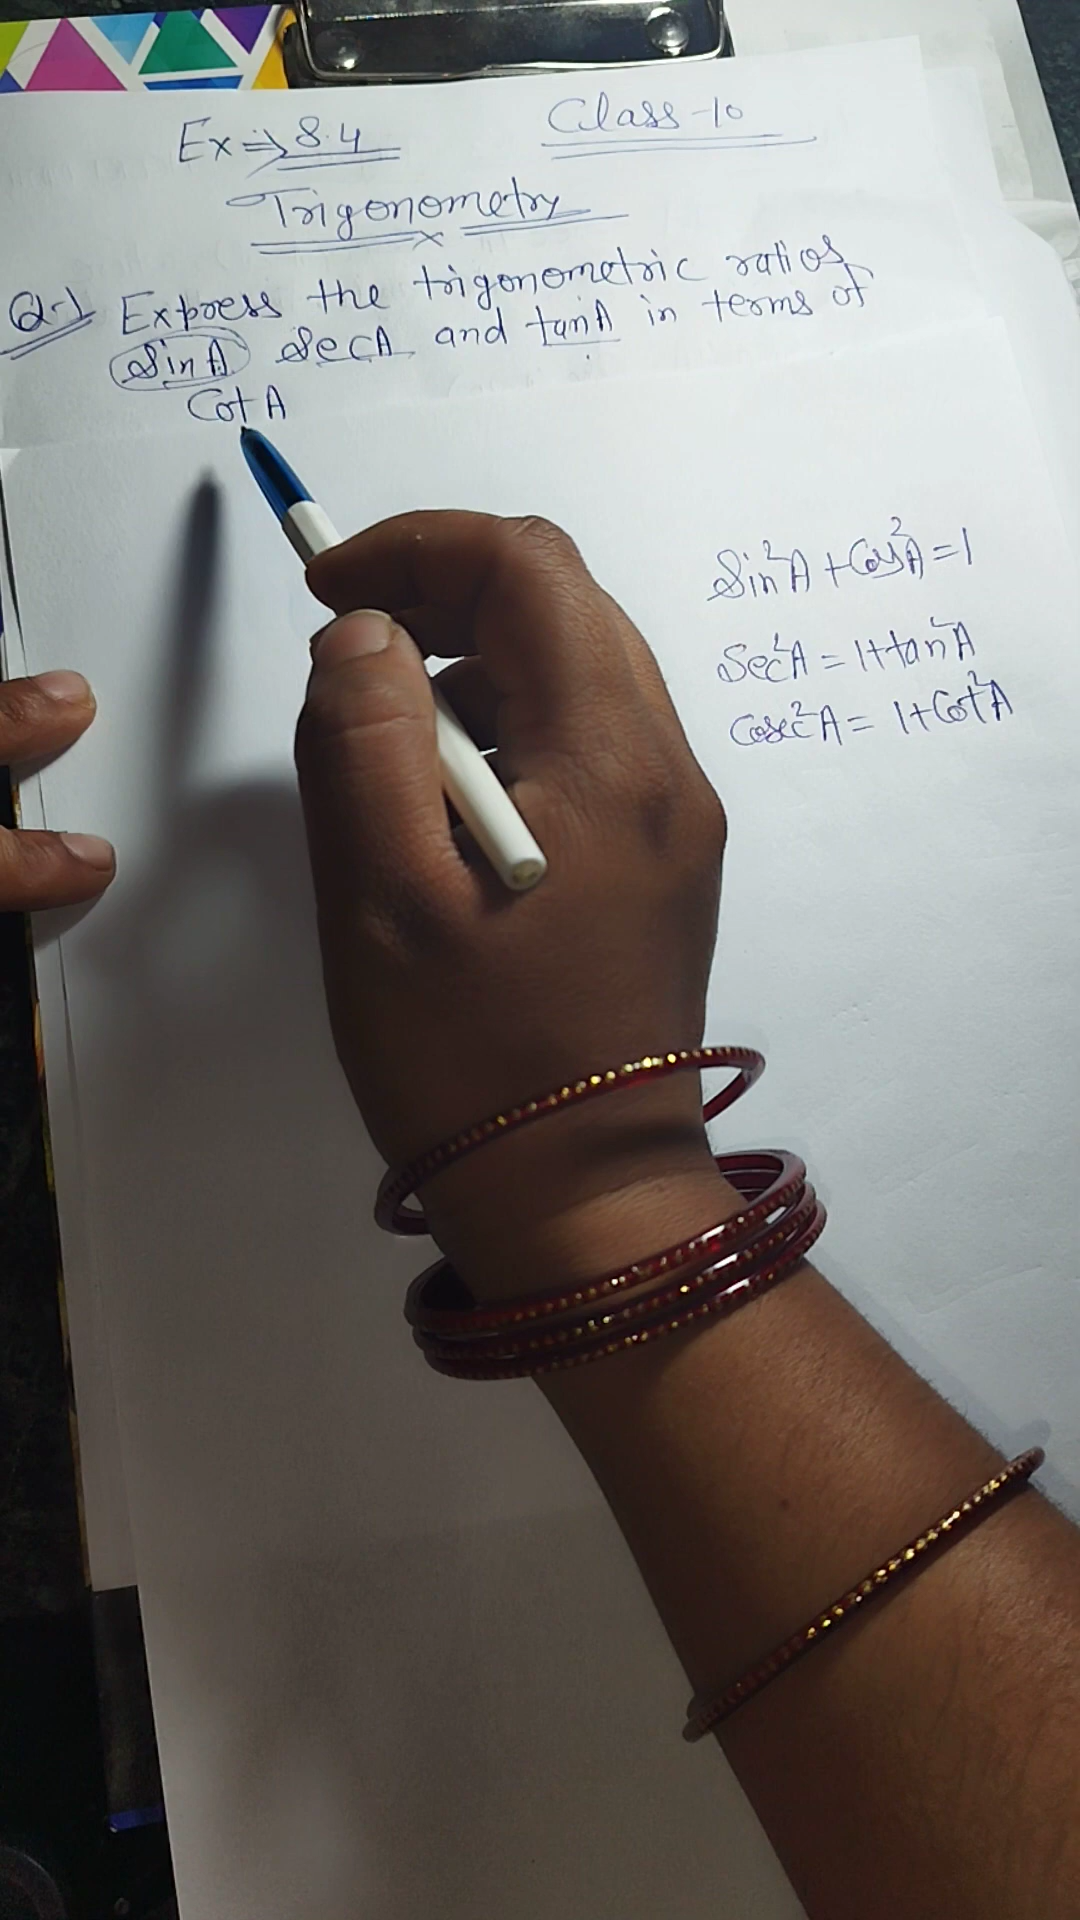 Ex ⇒ 8.4 Class-10
Trigonometry
Q-1 Express the trigonometric ratios
Sin A Sec A and tan A in terms of
Cot A
Sin²A + Cos²A = 1
Sec²A = 1+tan²A
Cosec²A = 1+Cot²A